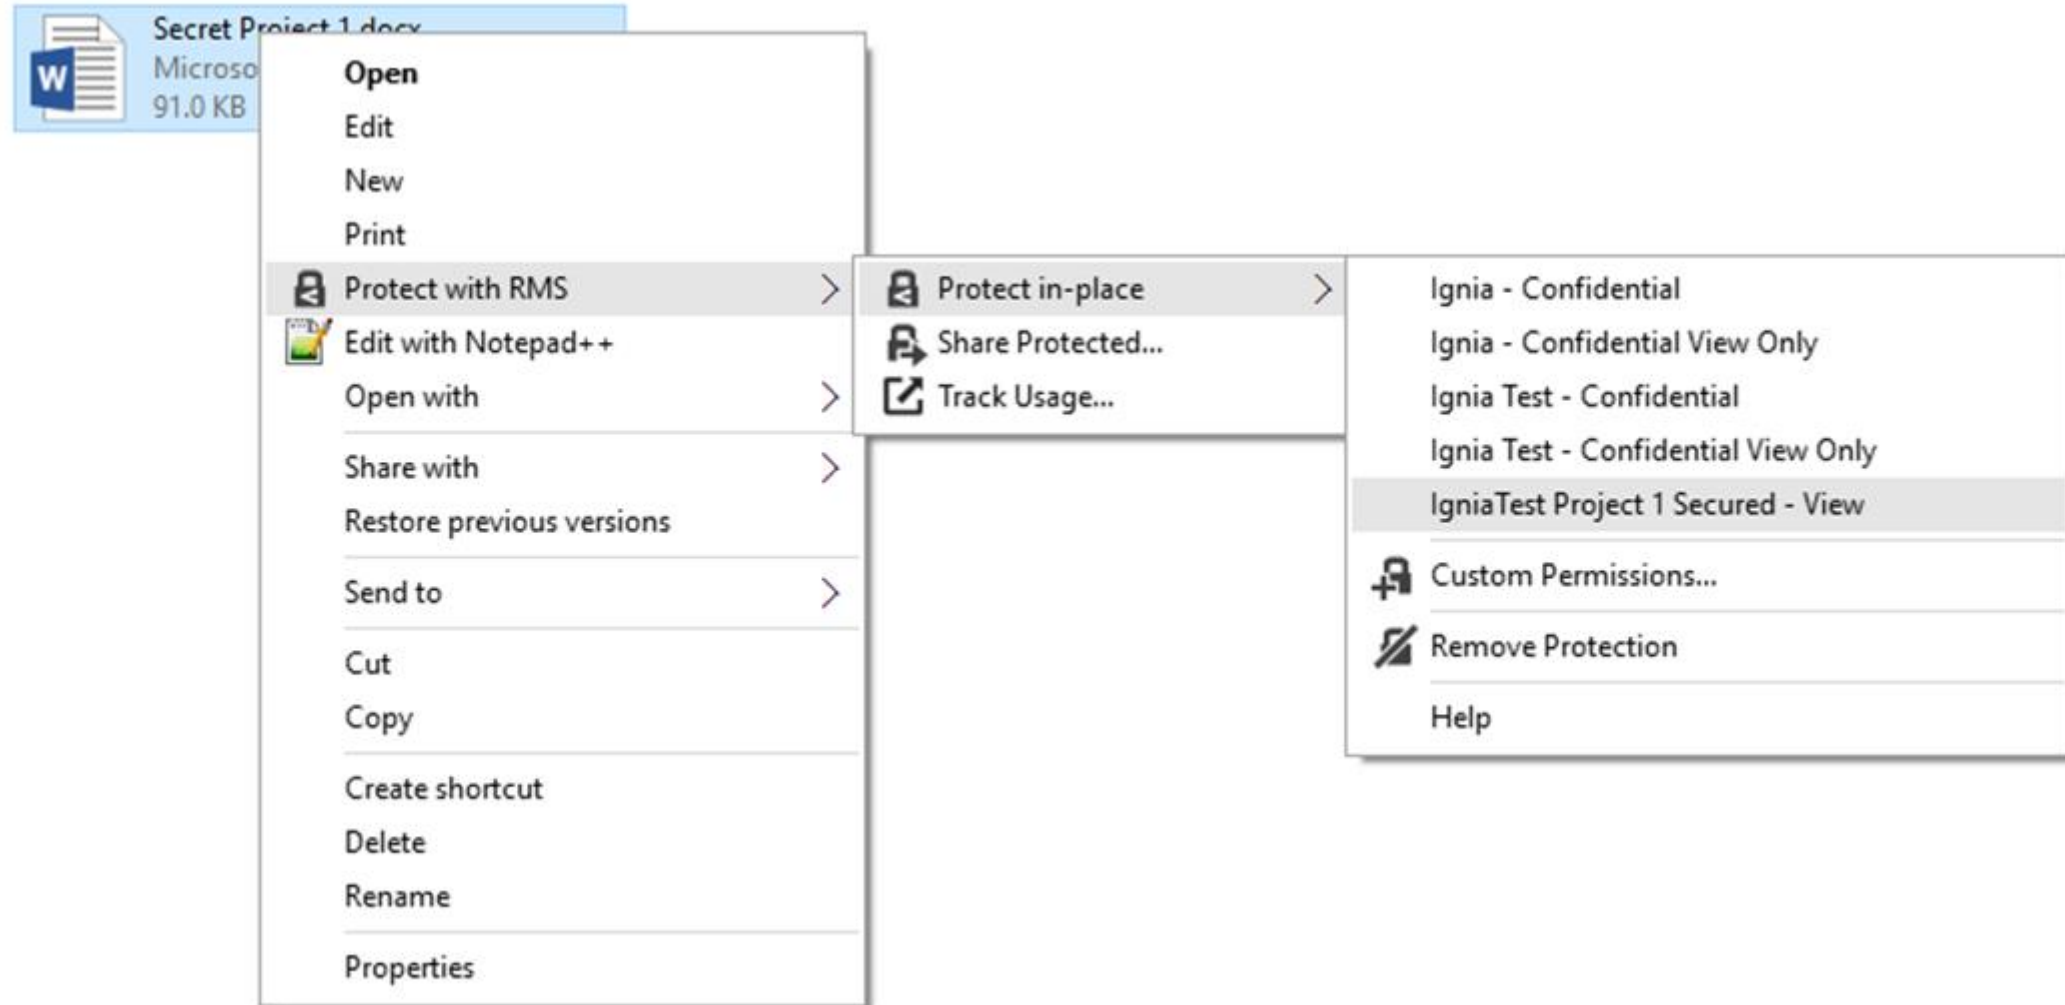 Secret Project 1.docx
91.0 KB
Open
Edit
New
Print
Protect with RMS
Edit with Notepad++
Open with
Share with
Restore previous versions
Send to
Cut
Copy
Create shortcut
Delete
Rename
Properties
Protect in-place
Share Protected...
Track Usage...
Ignia - Confidential
Ignia - Confidential View Only
Ignia Test - Confidential
Ignia Test - Confidential View Only
IgniaTest Project 1 Secured - View
Custom Permissions...
Remove Protection
Help